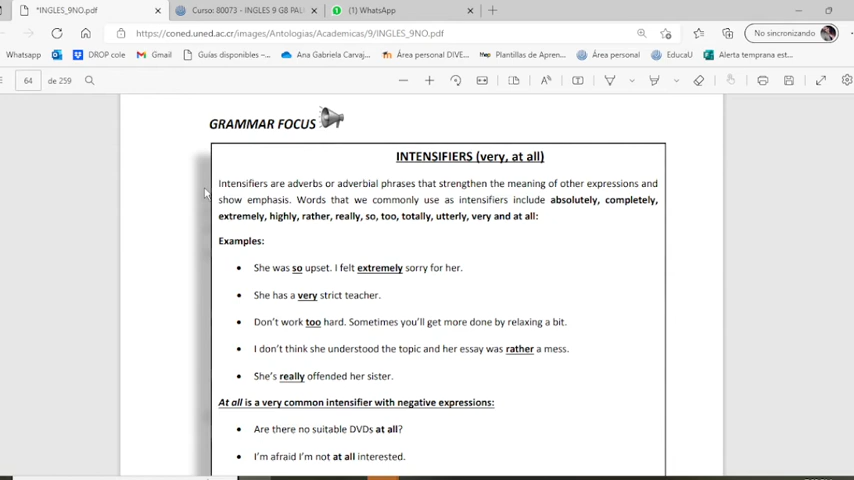 *INGLES_9NO.pdf
Curso: 80073 - INGLES 9 GB PAL
(1) WhatsApp
https://coned.uned.ac.cr/images/Antologias/Academicas/9/INGLES_9NO.pdf
No sincronizando
Whatsapp
DROP cole
Gmail
Guías disponibles –...
Ana Gabriela Carvaj...
Área personal DIVE...
Plantillas de Aprend...
Área personal
EducaU
Alerta temprana est...
64 de 259
GRAMMAR FOCUS
INTENSIFIERS (very, at all)
Intensifiers are adverbs or adverbial phrases that strengthen the meaning of other expressions and
show emphasis. Words that we commonly use as intensifiers include absolutely, completely,
extremely, highly, rather, really, so, too, totally, utterly, very and at all:
Examples:
• She was so upset. I felt extremely sorry for her.
• She has a very strict teacher.
• Don't work too hard. Sometimes you'll get more done by relaxing a bit.
• I don't think she understood the topic and her essay was rather a mess.
• She's really offended her sister.
At all is a very common intensifier with negative expressions:
• Are there no suitable DVDs at all?
• I'm afraid I'm not at all interested.